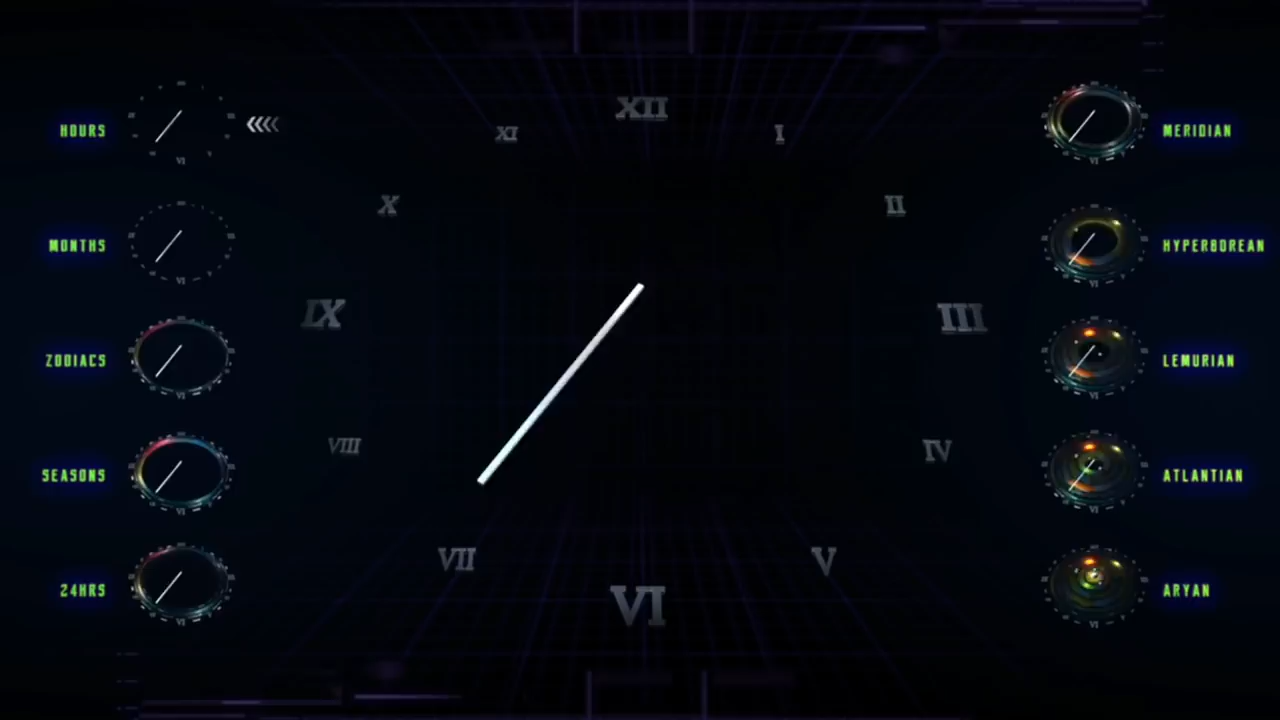 HOURS
MONTHS
ZODIACS
SEASONS
24HRS
XII
XI
I
X
II
IX
III
VIII
IV
VII
V
VI
MERIDIAN
HYPERBOREAN
LEMURIAN
ATLANTIAN
ARYAN